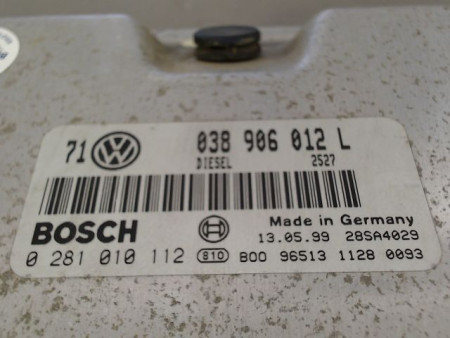 71 VW 038 906 012 L
DIESEL 2527
BOSCH Made in Germany
13.05.99 28SA4029
0 281 010 112 810 B00 96513 1128 0093